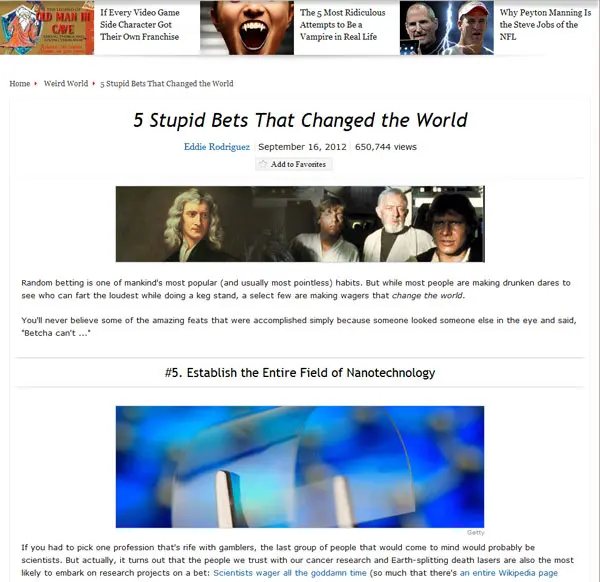 If Every Video Game
Side Character Got
Their Own Franchise
The 5 Most Ridiculous
Attempts to Be a
Vampire in Real Life
Why Peyton Manning Is
the Steve Jobs of the
NFL
OLD MAN IN
CAVE
Home Weird World 5 Stupid Bets That Changed the World
5 Stupid Bets That Changed the World
Eddie Rodriguez September 16, 2012 650,744 views
Add to Favorites
Random betting is one of mankind's most popular (and usually most pointless) habits. But while most people are making drunken dares to
see who can fart the loudest while doing a keg stand, a select few are making wagers that change the world.
You'll never believe some of the amazing feats that were accomplished simply because someone looked someone else in the eye and said,
"Betcha can't ..."
#5. Establish the Entire Field of Nanotechnology
Getty
If you had to pick one profession that's rife with gamblers, the last group of people that would come to mind would probably be
scientists. But actually, it turns out that the people we trust with our cancer research and Earth-splitting death lasers are also the most
likely to embark on research projects on a bet: Scientists wager all the goddamn time (so much that there's an entire Wikipedia page